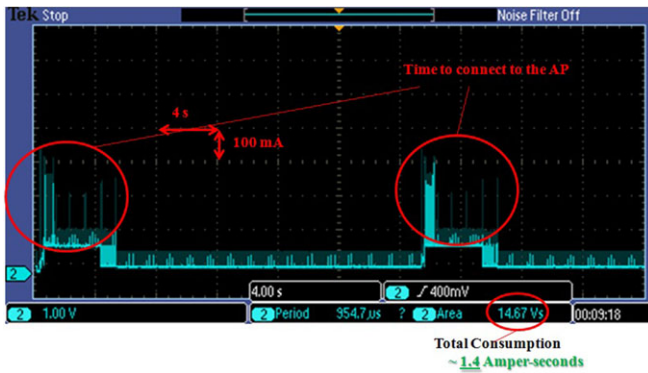 Tek Stop
Noise Filter Off
Time to connect to the AP
4 s
100 mA
2
4.00 s
2 ∫ 400mV
2 1.00 V
2 Period 954.7µs ?
2 Area 14.67 Vs
00:09:18
Total Consumption
~ 1.4 Amper-seconds